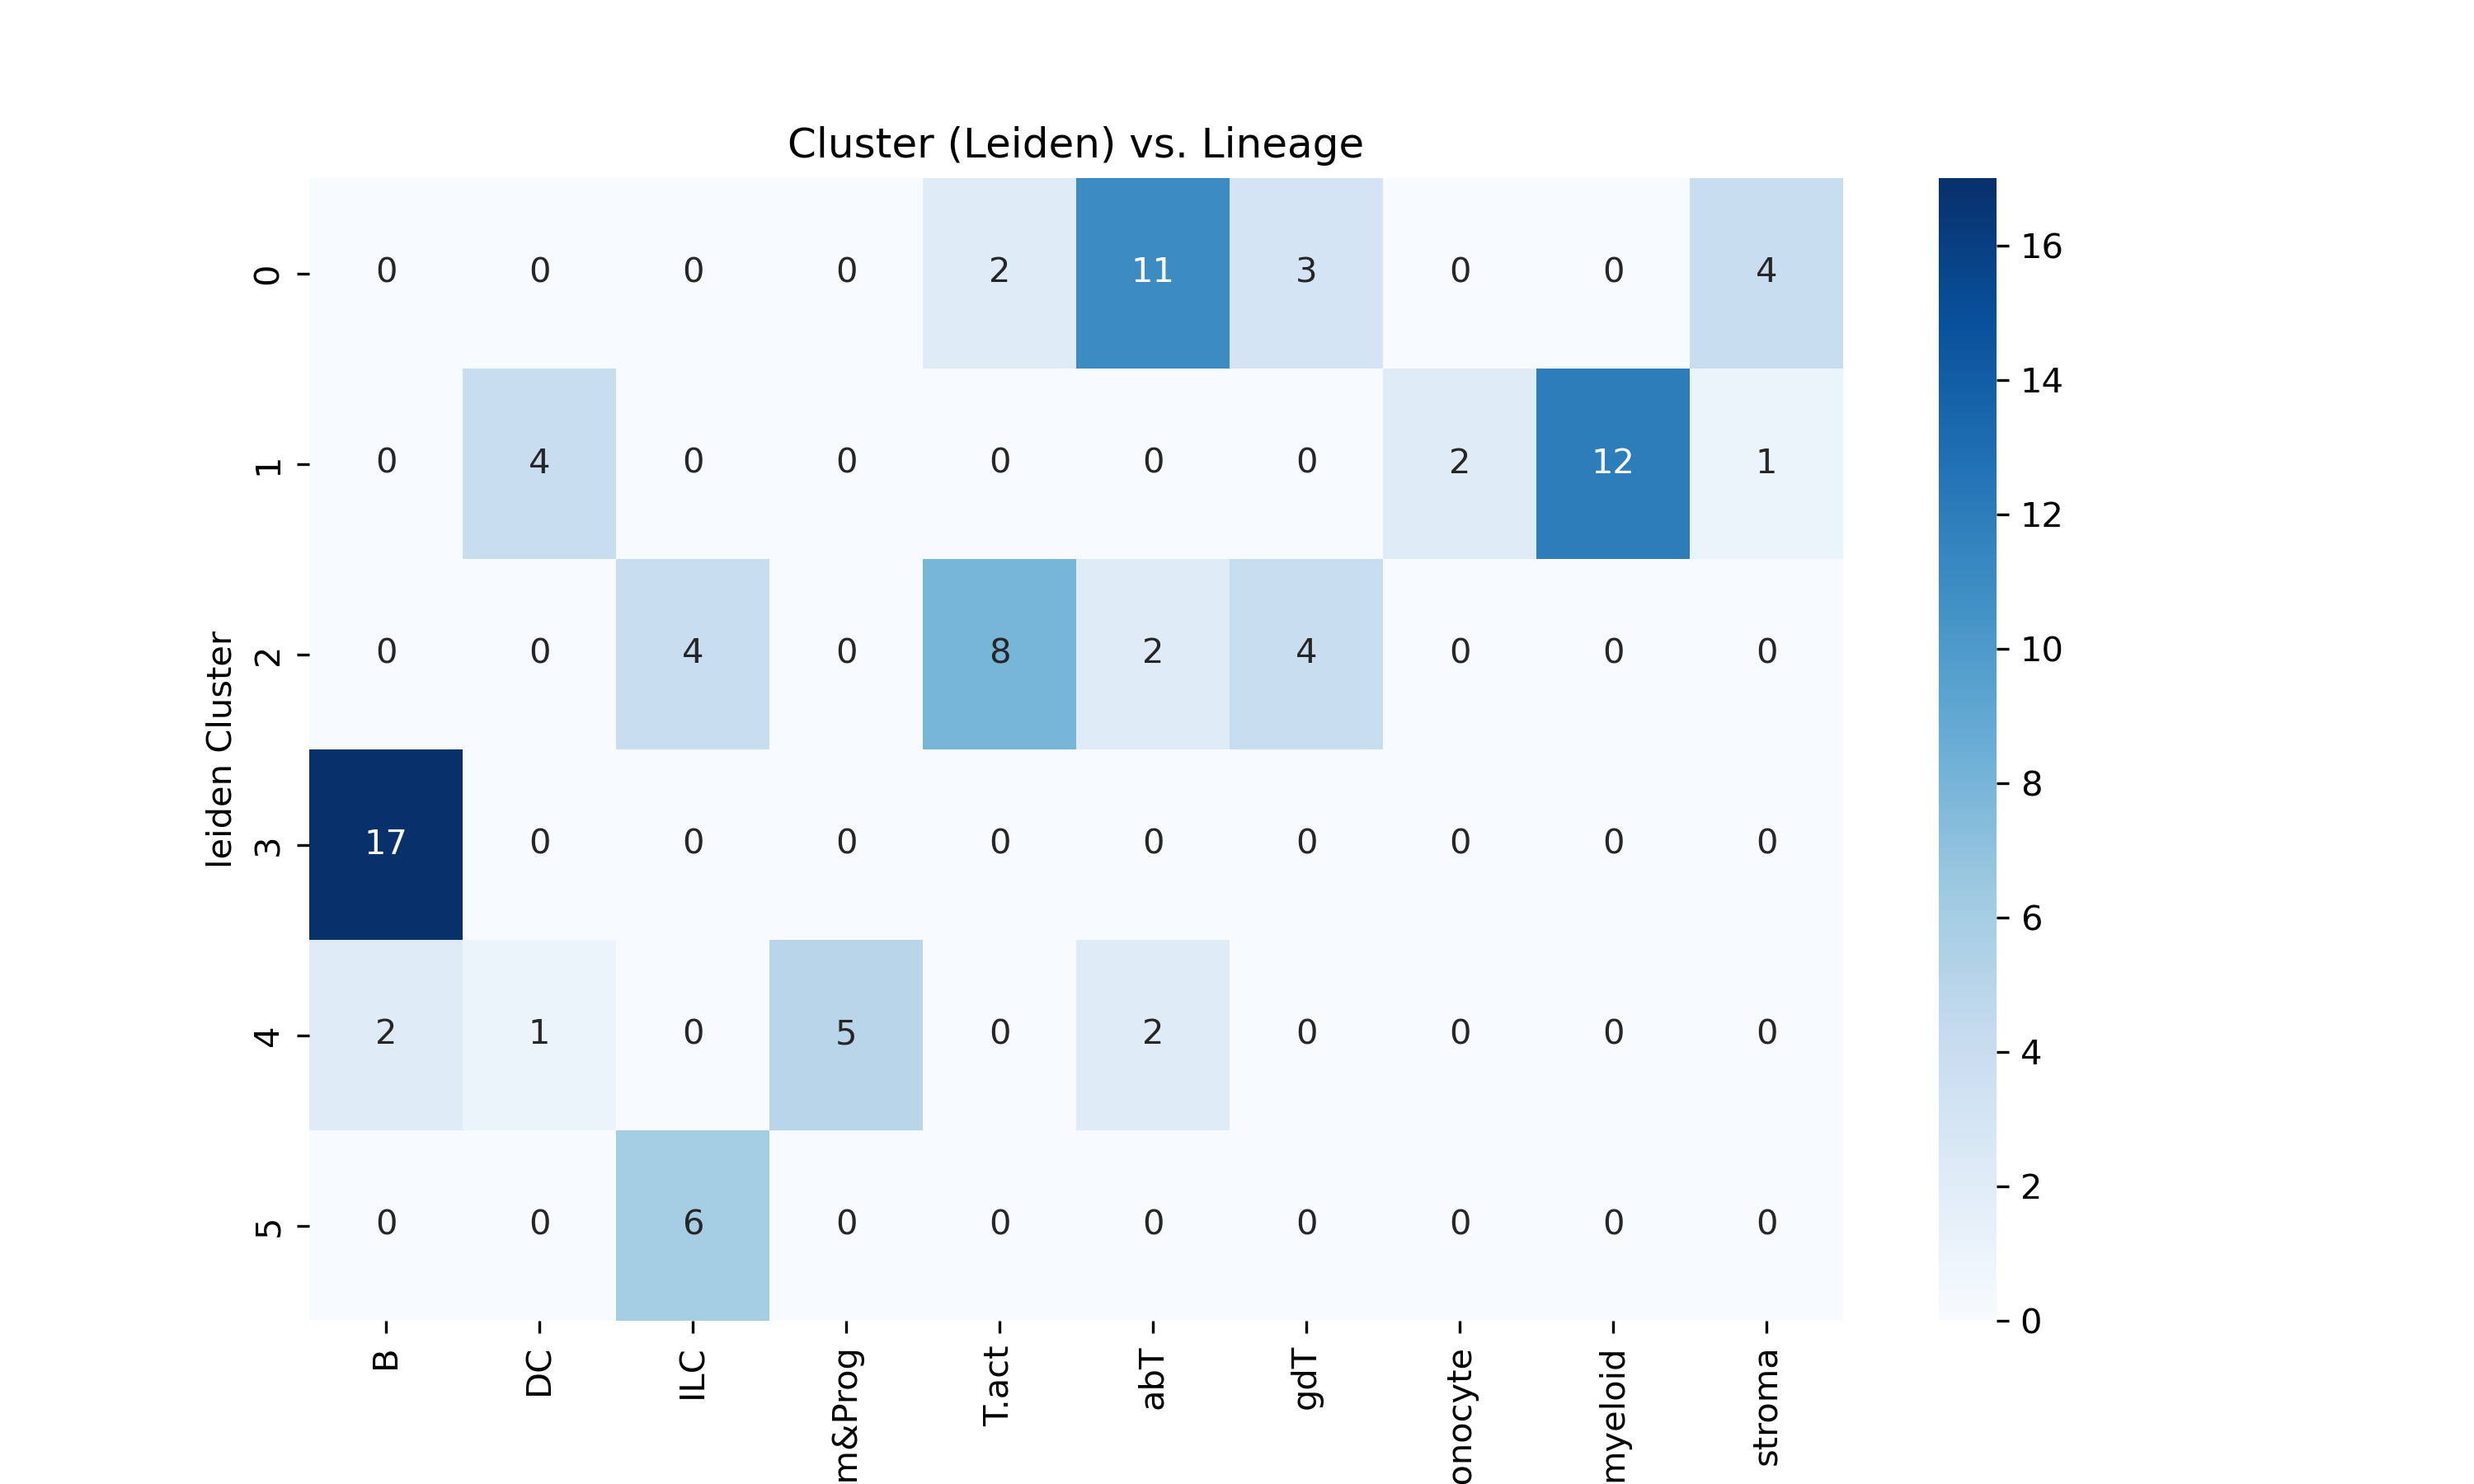 Cluster (Leiden) vs. Lineage
0 0 0 0 0 2 11 3 0 0 4
1 0 4 0 0 0 0 0 2 12 1
2 0 0 4 0 8 2 4 0 0 0
3 17 0 0 0 0 0 0 0 0 0
4 2 1 0 5 0 2 0 0 0 0
5 0 0 6 0 0 0 0 0 0 0
leiden Cluster
B DC ILC m&Prog T.act abT gdT onocyte myeloid stroma
16
14
12
10
8
6
4
2
0